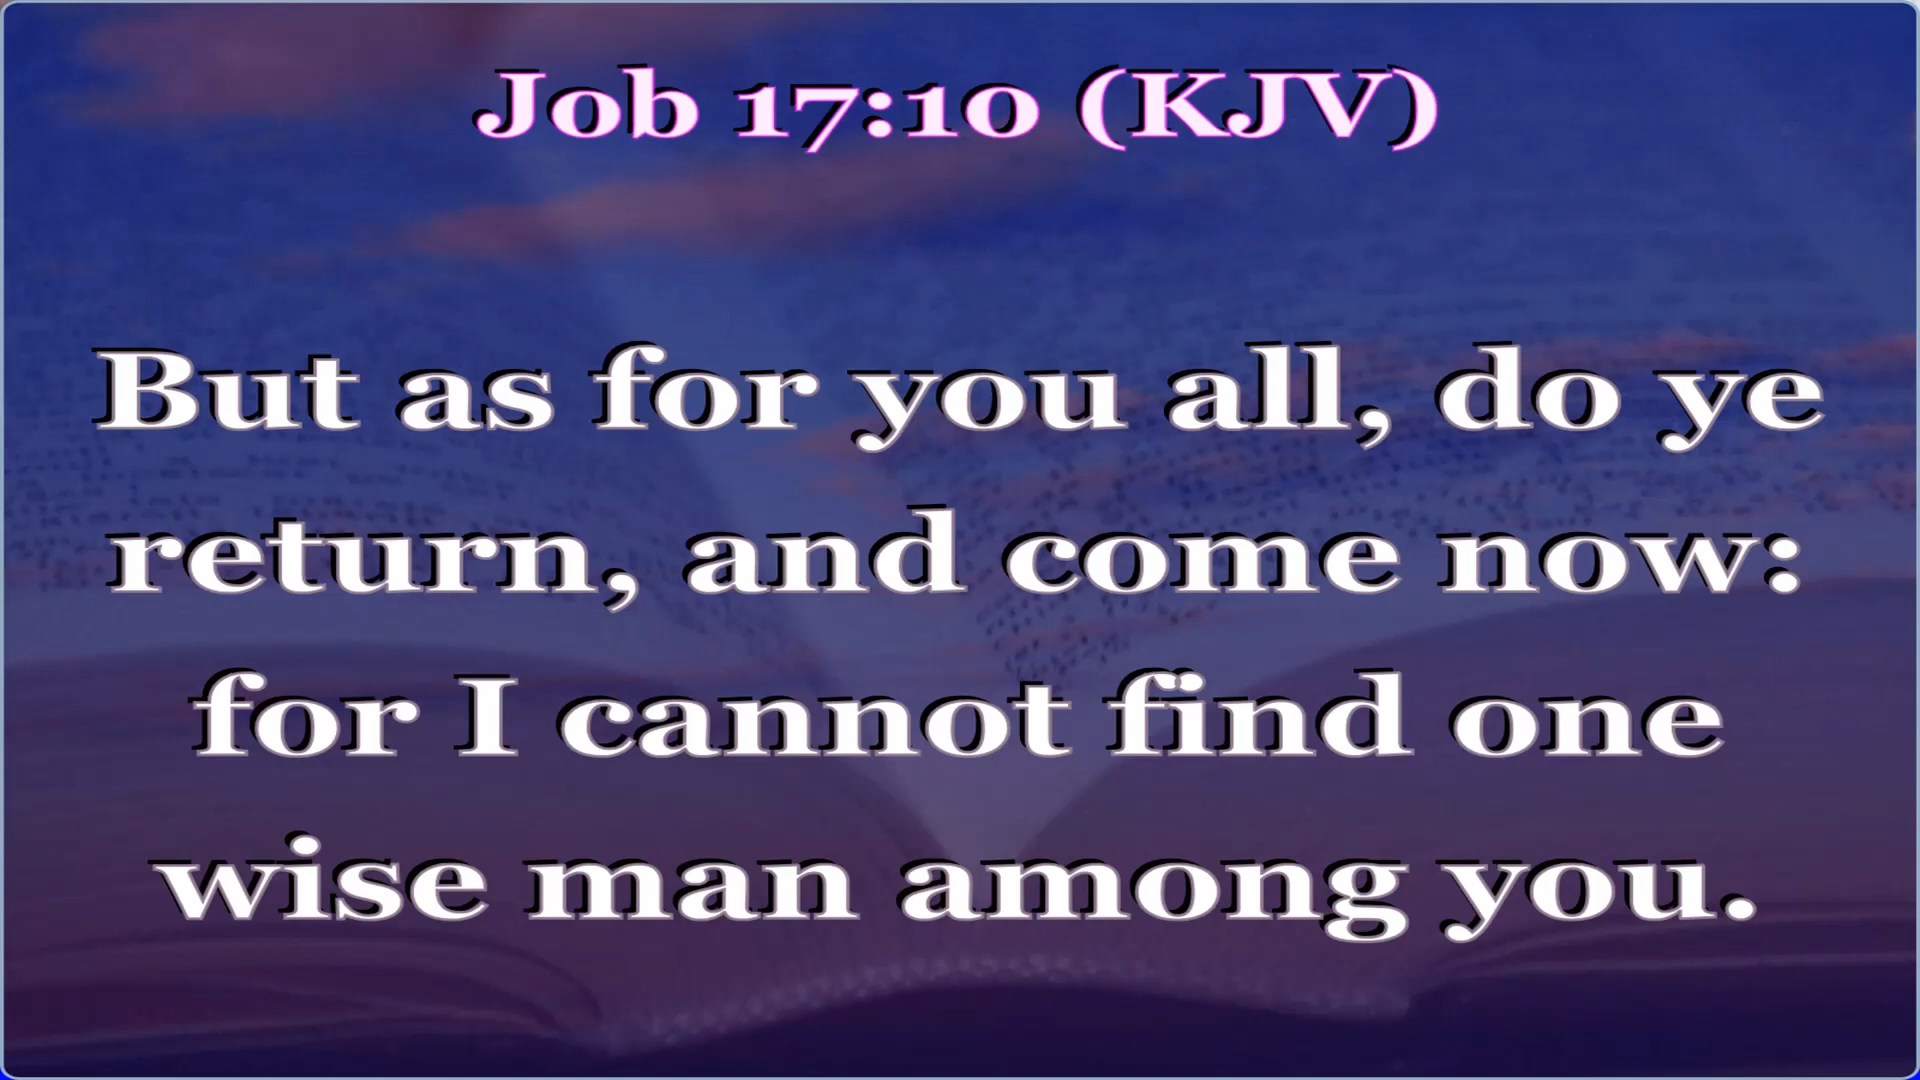 Job 17:10 (KJV)
But as for you all, do ye
return, and come now:
for I cannot find one
wise man among you.